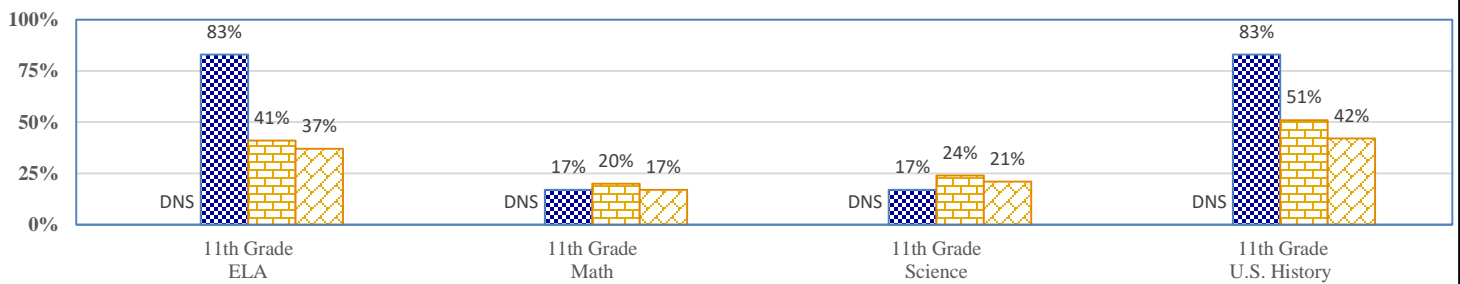 100%
75%
50%
25%
0%
DNS
83%
41%
37%
DNS
17%
20%
17%
DNS
17%
24%
21%
DNS
83%
51%
42%
11th Grade
ELA
11th Grade
Math
11th Grade
Science
11th Grade
U.S. History